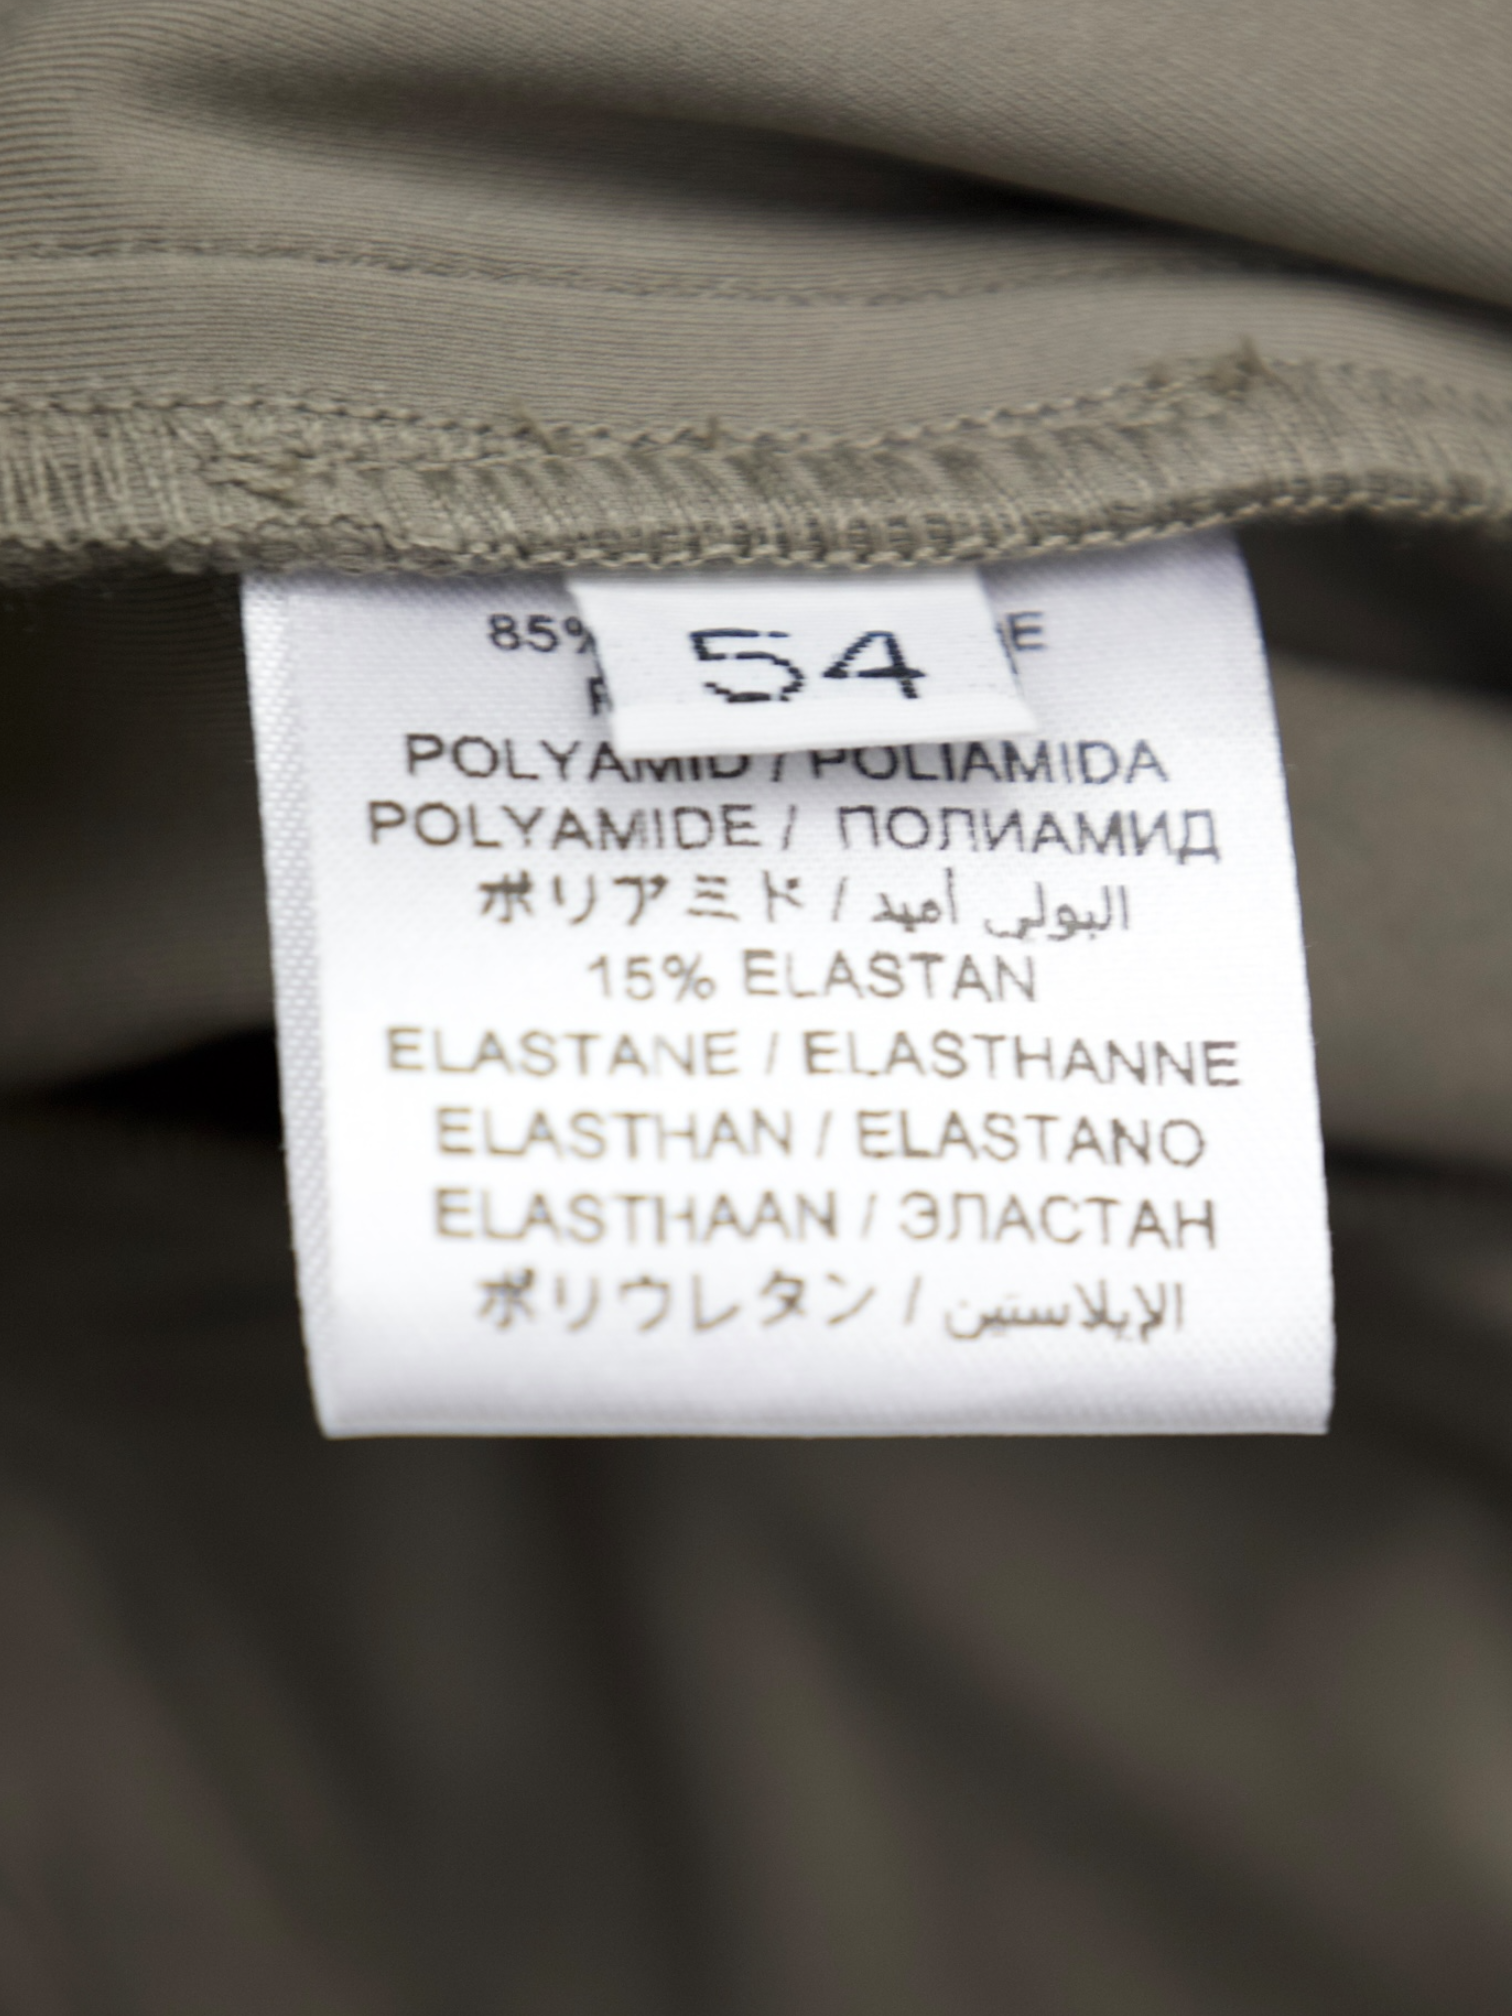 54
85%
POLYAMID / POLIAMIDA
POLYAMIDE / ПОЛИАМИД
ポリアミド / البولي أميد
15% ELASTAN
ELASTANE / ELASTHANNE
ELASTHAN / ELASTANO
ELASTHAAN / ЭЛАСТАН
ポリウレタン / الإيلاستين